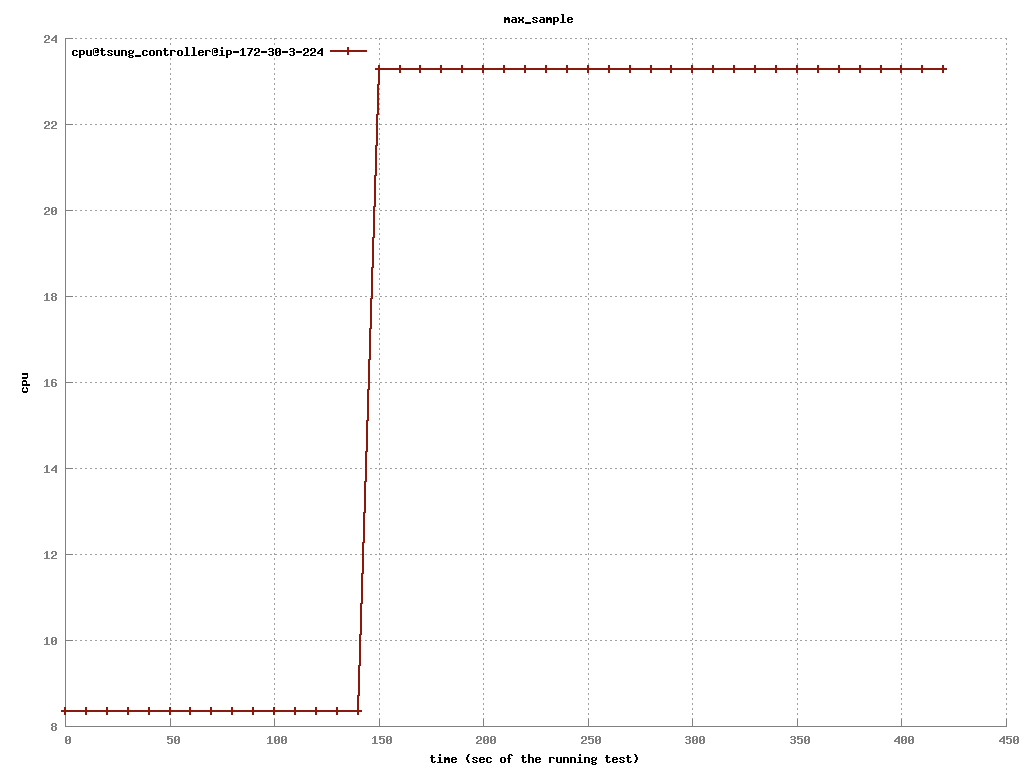 max_sample
cpu@tsung_controller@ip-172-30-3-224
24
22
20
18
16
14
12
10
8
cpu
0 50 100 150 200 250 300 350 400 450
time (sec of the running test)